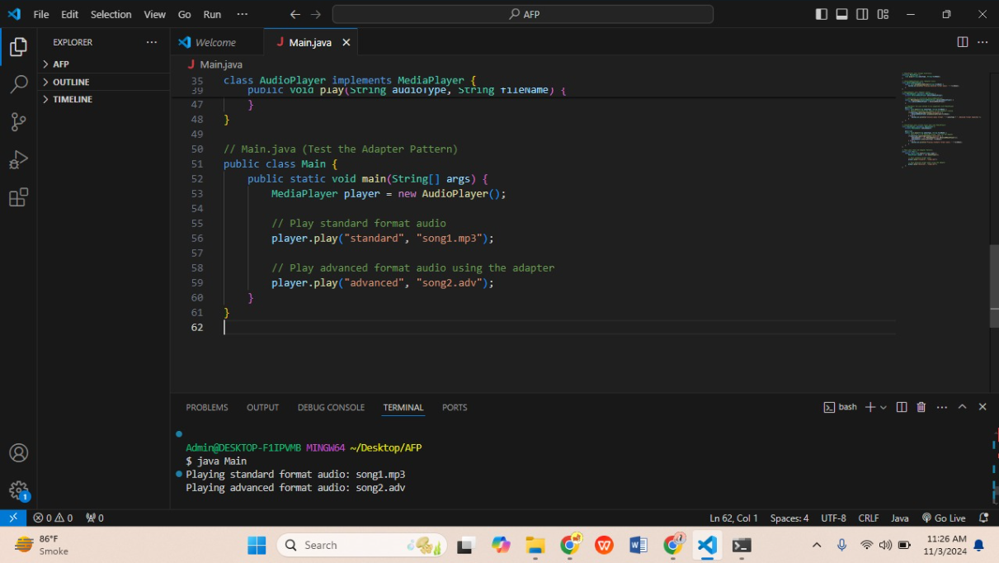 File Edit Selection View Go Run ··· AFP
EXPLORER ···
AFP
OUTLINE
TIMELINE
Welcome
J Main.java
J Main.java
35 class AudioPlayer implements MediaPlayer {
39 public void play(String audioType, String fileName) {
47 }
48 }
49
50 // Main.java (Test the Adapter Pattern)
51 public class Main {
52 public static void main(String[] args) {
53 MediaPlayer player = new AudioPlayer();
54
55 // Play standard format audio
56 player.play("standard", "song1.mp3");
57
58 // Play advanced format audio using the adapter
59 player.play("advanced", "song2.adv");
60 }
61 }
62
PROBLEMS OUTPUT DEBUG CONSOLE TERMINAL PORTS bash
Admin@DESKTOP-F1IPVMB MINGW64 ~/Desktop/AFP
$ java Main
Playing standard format audio: song1.mp3
Playing advanced format audio: song2.adv
1
0 0 0 Ln 62, Col 1 Spaces: 4 UTF-8 CRLF Java Go Live
86°F
Smoke
Search
11:26 AM
11/3/2024